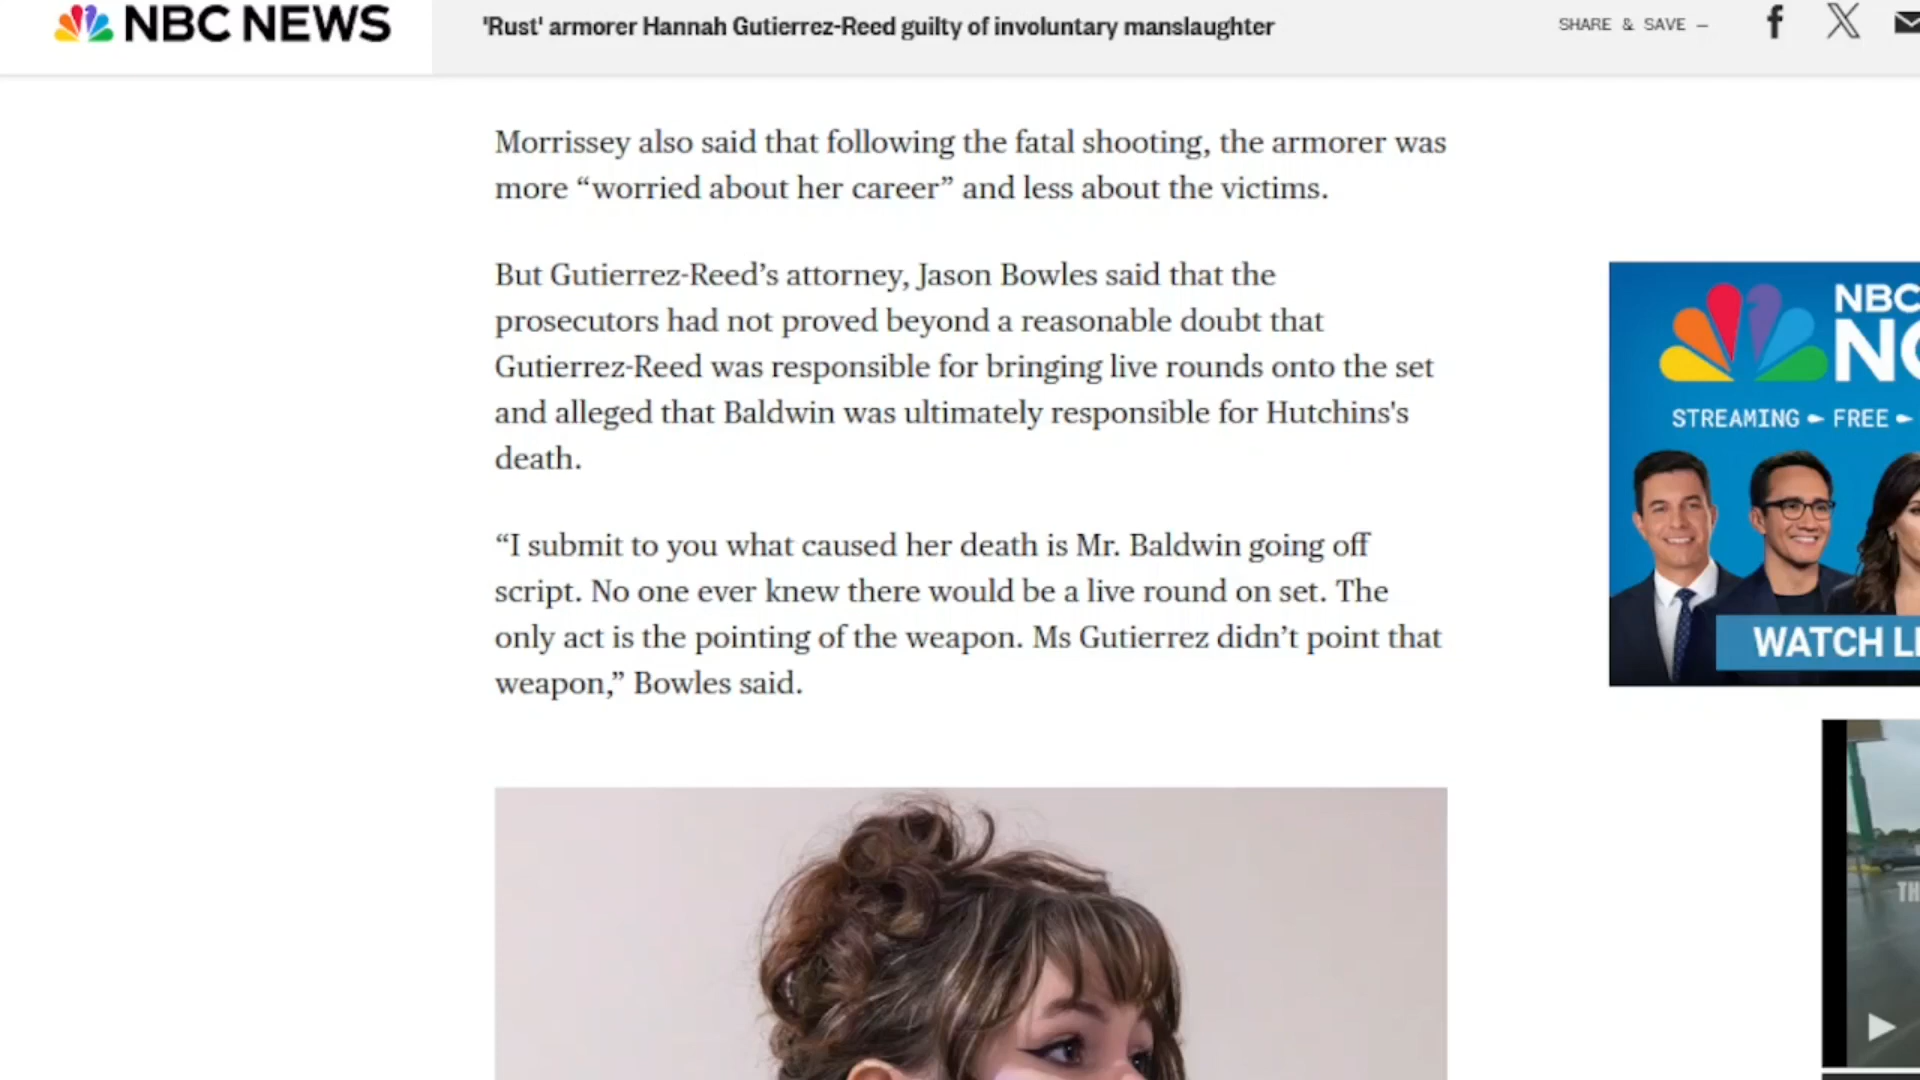 NBC NEWS
'Rust' armorer Hannah Gutierrez-Reed guilty of involuntary manslaughter
SHARE & SAVE –
Morrissey also said that following the fatal shooting, the armorer was
more “worried about her career” and less about the victims.
But Gutierrez-Reed’s attorney, Jason Bowles said that the
prosecutors had not proved beyond a reasonable doubt that
Gutierrez-Reed was responsible for bringing live rounds onto the set
and alleged that Baldwin was ultimately responsible for Hutchins's
death.
“I submit to you what caused her death is Mr. Baldwin going off
script. No one ever knew there would be a live round on set. The
only act is the pointing of the weapon. Ms Gutierrez didn’t point that
weapon,” Bowles said.
NBC
STREAMING
FREE
WATCH